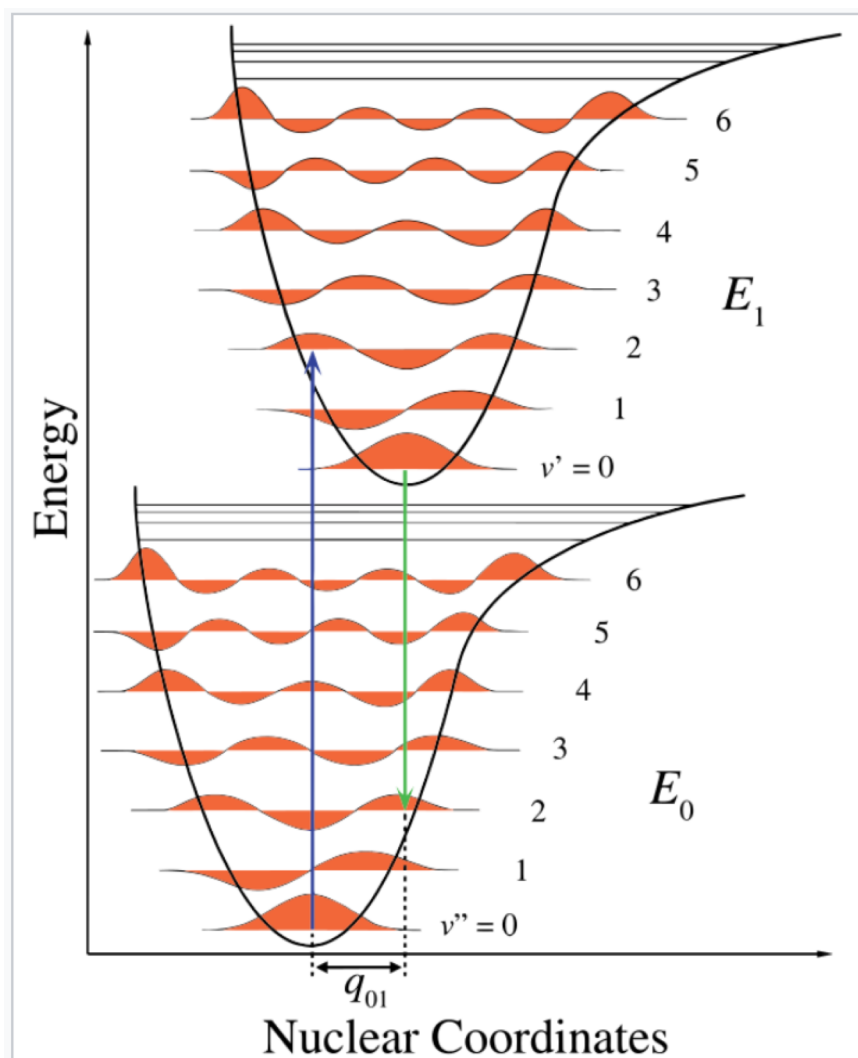 6
5
4
3
E₁
2
1
v' = 0
Energy
6
5
4
3
E₀
2
1
v” = 0
q₀₁
Nuclear Coordinates